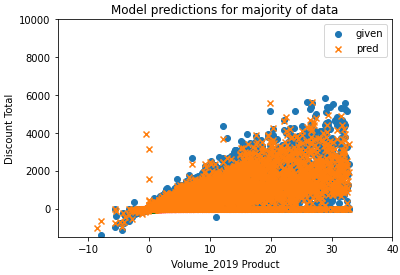 Model predictions for majority of data
10000
8000
6000
4000
2000
0
Discount Total
given
pred
−10
0
10
20
30
40
Volume_2019 Product